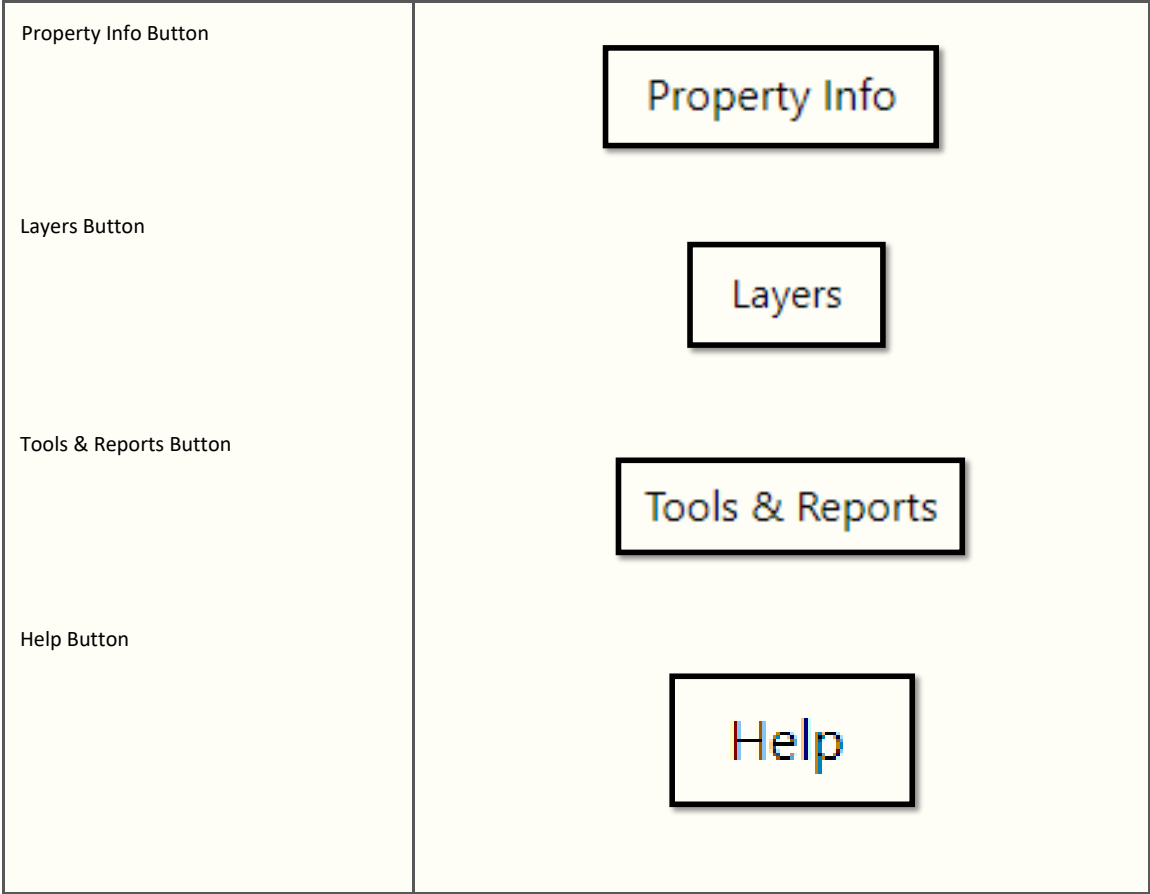 Property Info Button
Property Info
Layers Button
Layers
Tools & Reports Button
Tools & Reports
Help Button
Help